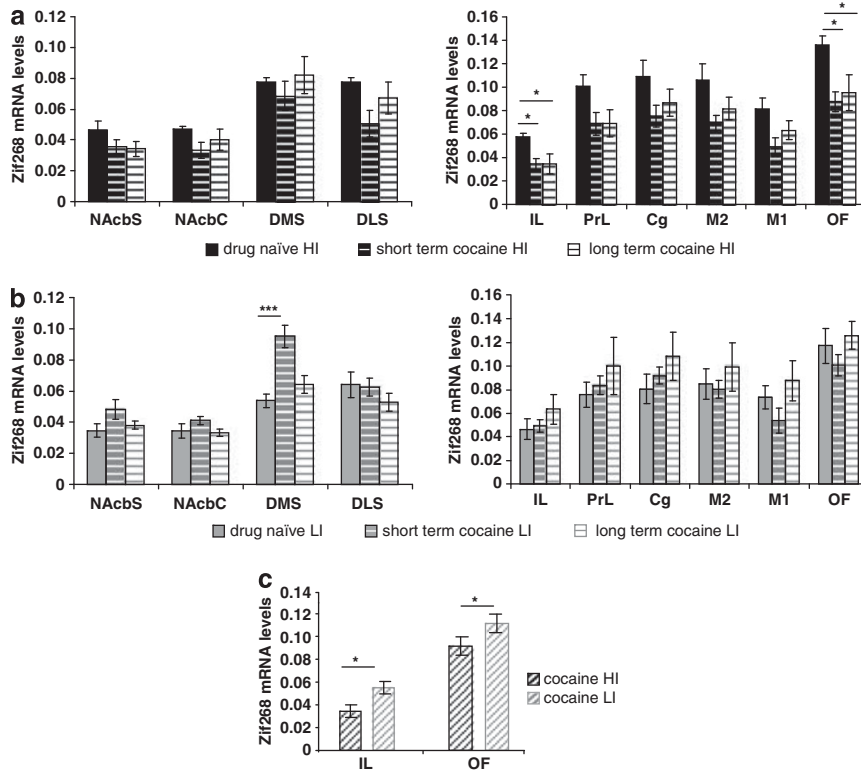 a
Zif268 mRNA levels
0.12
0.10
0.08
0.06
0.04
0.02
0
NAcbS NAcbC DMS DLS
Zif268 mRNA levels
0.16
0.14
0.12
0.10
0.08
0.06
0.04
0.02
0.00
*
*
*
*
IL PrL Cg M2 M1 OF
drug naïve HI short term cocaine HI long term cocaine HI
b
Zif268 mRNA levels
0.12
0.10
0.08
0.06
0.04
0.02
0
***
NAcbS NAcbC DMS DLS
Zif268 mRNA levels
0.16
0.14
0.12
0.10
0.08
0.06
0.04
0.02
0.00
IL PrL Cg M2 M1 OF
drug naïve LI short term cocaine LI long term cocaine LI
c
Zif268 mRNA levels
0.14
0.12
0.10
0.08
0.06
0.04
0.02
0
*
*
IL OF
cocaine HI
cocaine LI